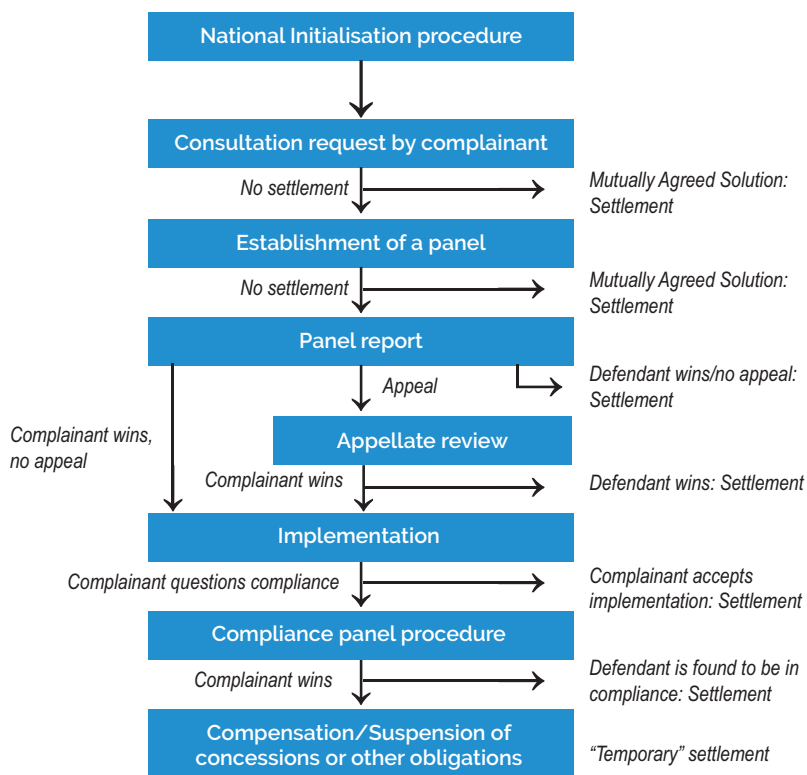 National Initialisation procedure
Consultation request by complainant
No settlement
Mutually Agreed Solution:
Settlement
Establishment of a panel
No settlement
Mutually Agreed Solution:
Settlement
Panel report
Appeal
Defendant wins/no appeal:
Settlement
Complainant wins,
no appeal
Appellate review
Complainant wins
Defendant wins: Settlement
Implementation
Complainant questions compliance
Complainant accepts
implementation: Settlement
Compliance panel procedure
Complainant wins
Defendant is found to be in
compliance: Settlement
Compensation/Suspension of
concessions or other obligations
“Temporary” settlement